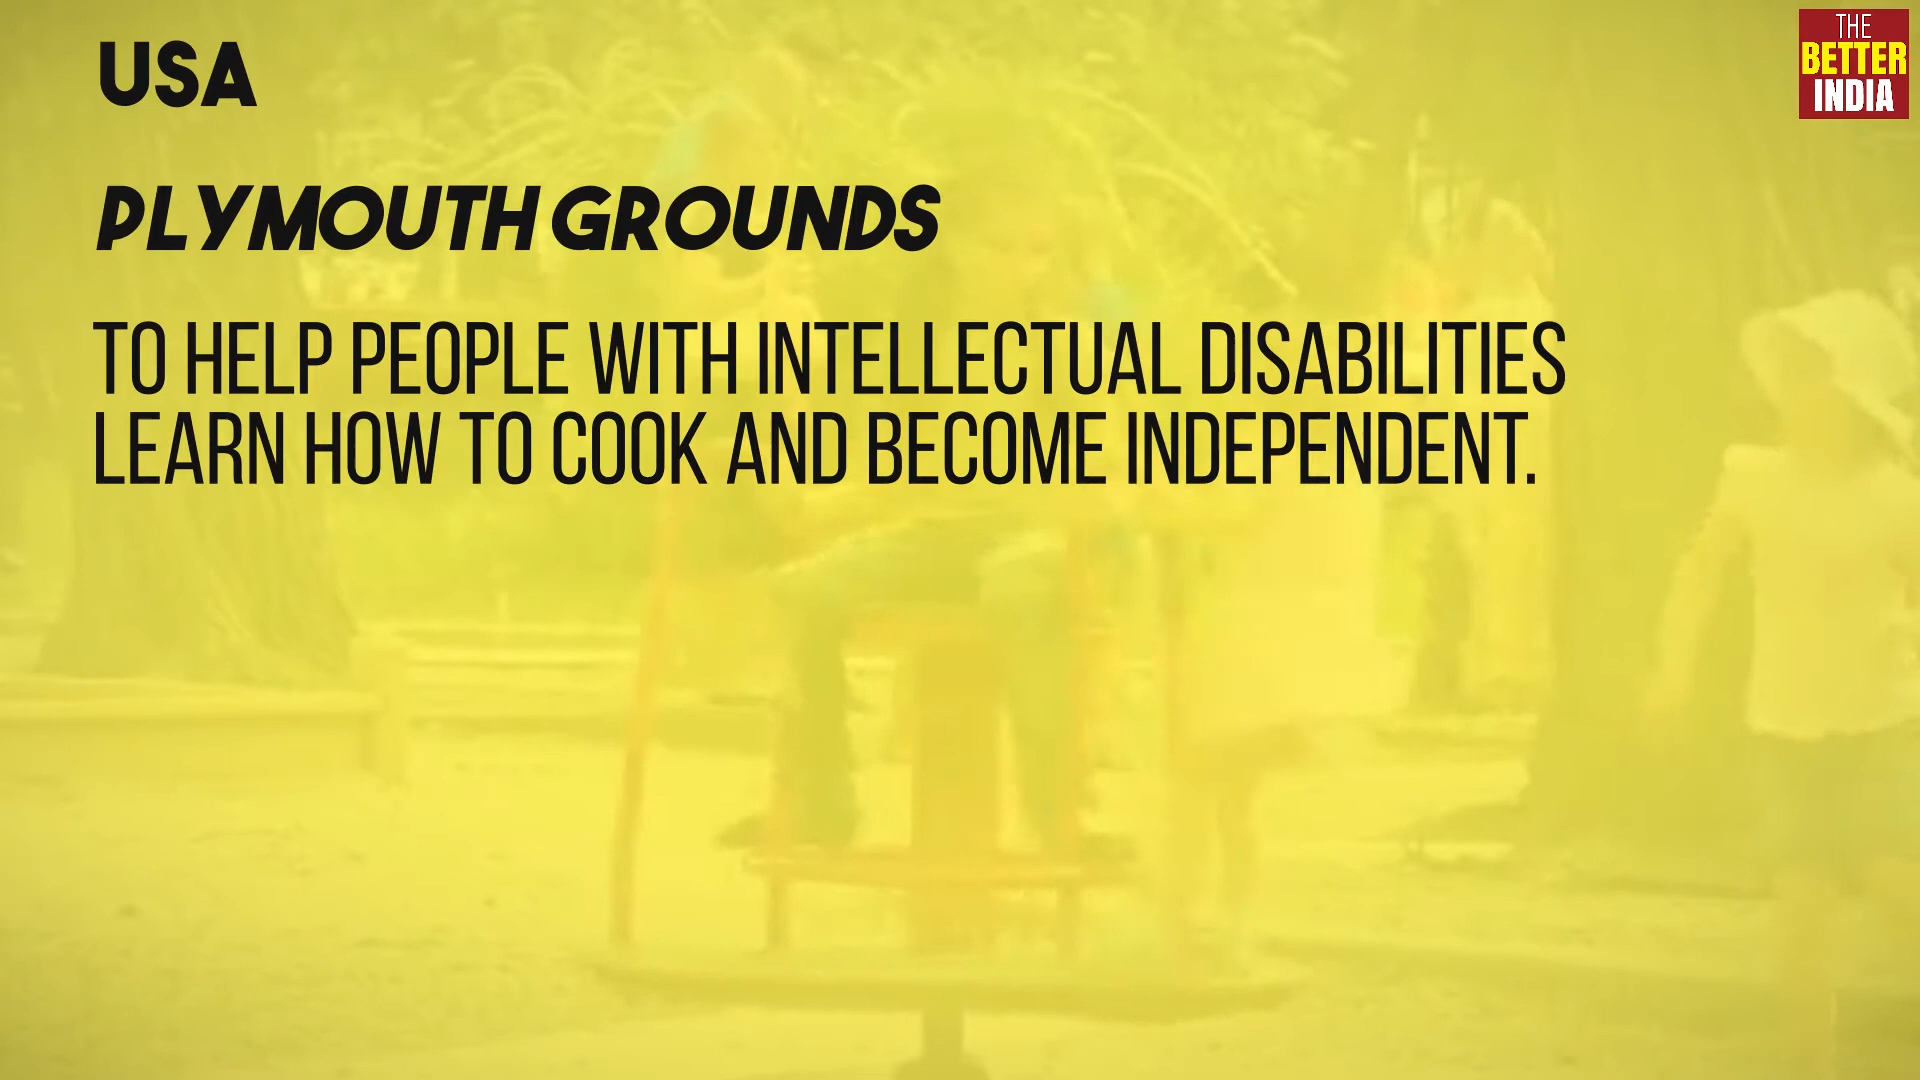 USA
THE
BETTER
INDIA
PLYMOUTH GROUNDS
TO HELP PEOPLE WITH INTELLECTUAL DISABILITIES
LEARN HOW TO COOK AND BECOME INDEPENDENT.